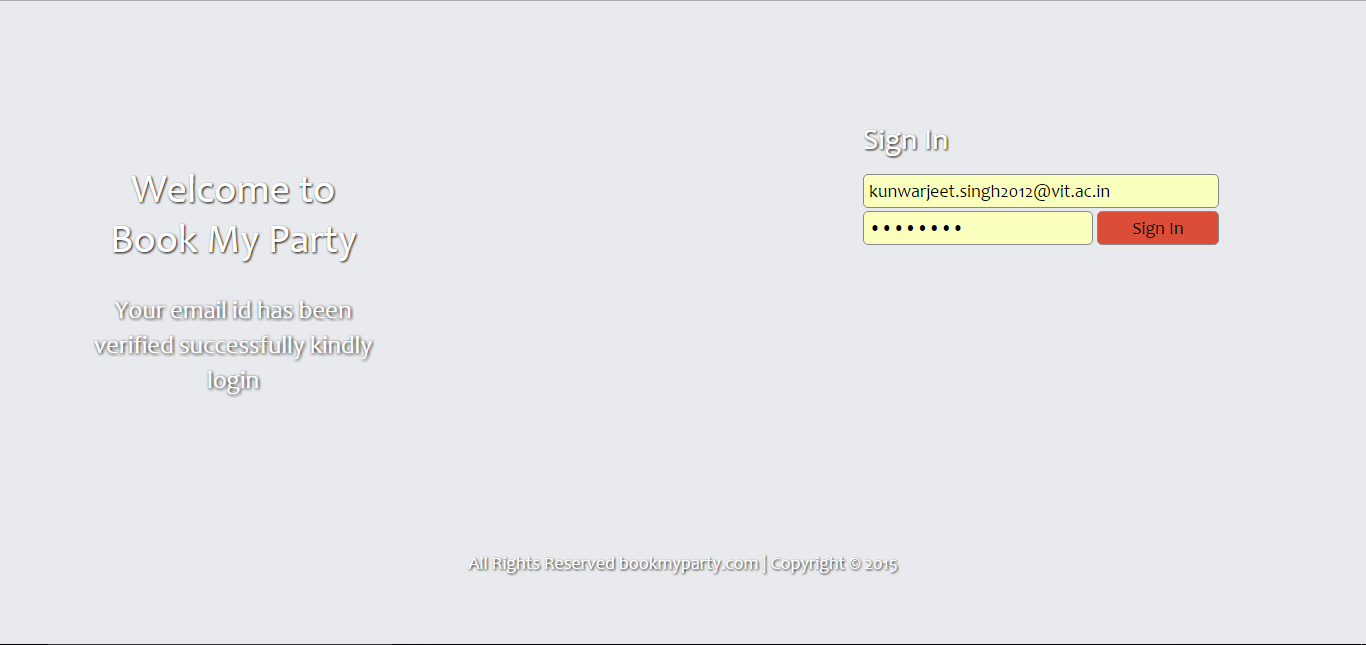 Welcome to
Book My Party
Your email id has been
verified successfully kindly
login
Sign In
kunwarjeet.singh2012@vit.ac.in
••••••••
Sign In
All Rights Reserved bookmyparty.com | Copyright © 2015